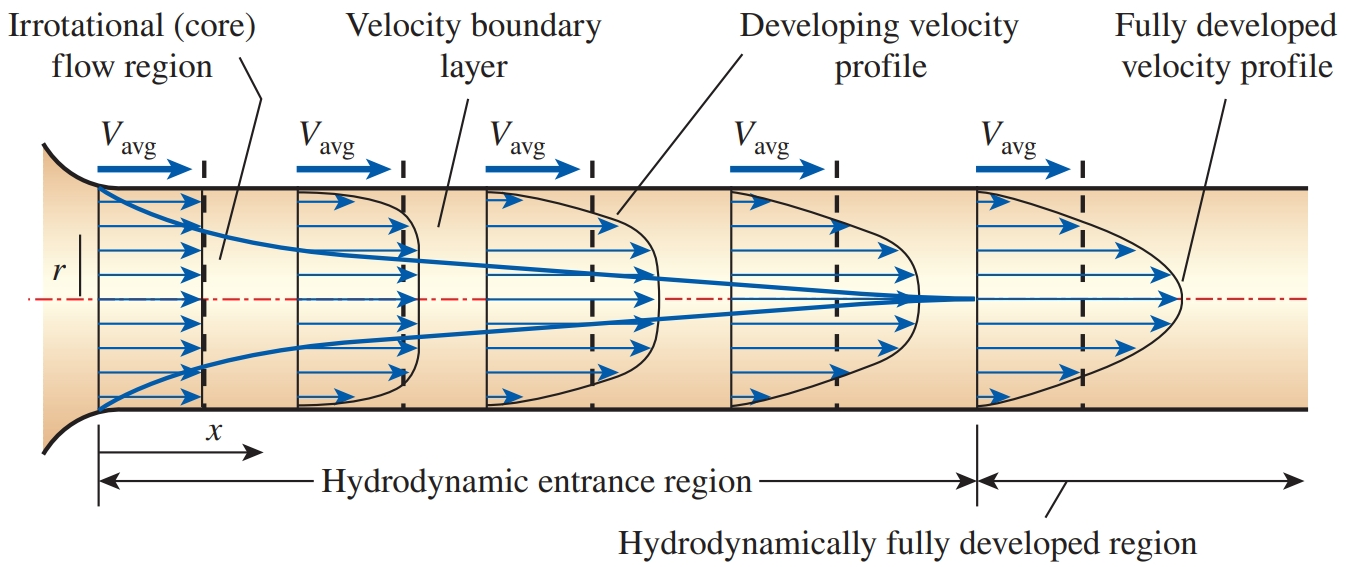 Irrotational (core)
flow region
Velocity boundary
layer
Developing velocity
profile
Fully developed
velocity profile
Vavg
Vavg
Vavg
Vavg
Vavg
r
x
Hydrodynamic entrance region
Hydrodynamically fully developed region